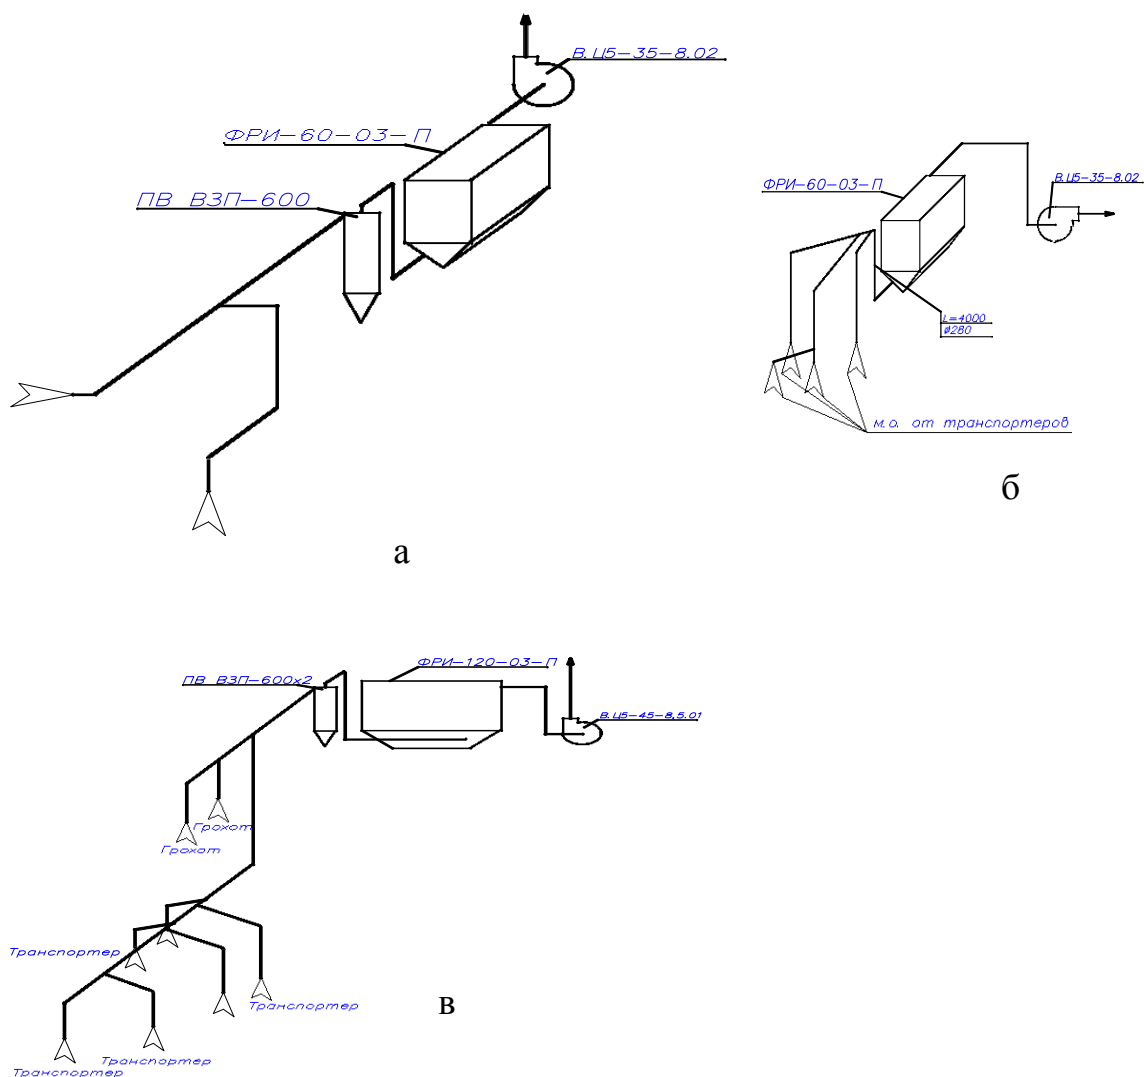 В.Ц5-35-8.02
ФРИ-60-03-П
ПВ ВЗП-600
а
В.Ц5-35-8.02
ФРИ-60-03-П
L=4000
ø280
м.о. от транспортеров
б
ФРИ-120-03-П
ПВ ВЗП-600х2
В.Ц5-45-8,5.01
Грохот
Грохот
Транспортер
Транспортер
Транспортер
Транспортер
в